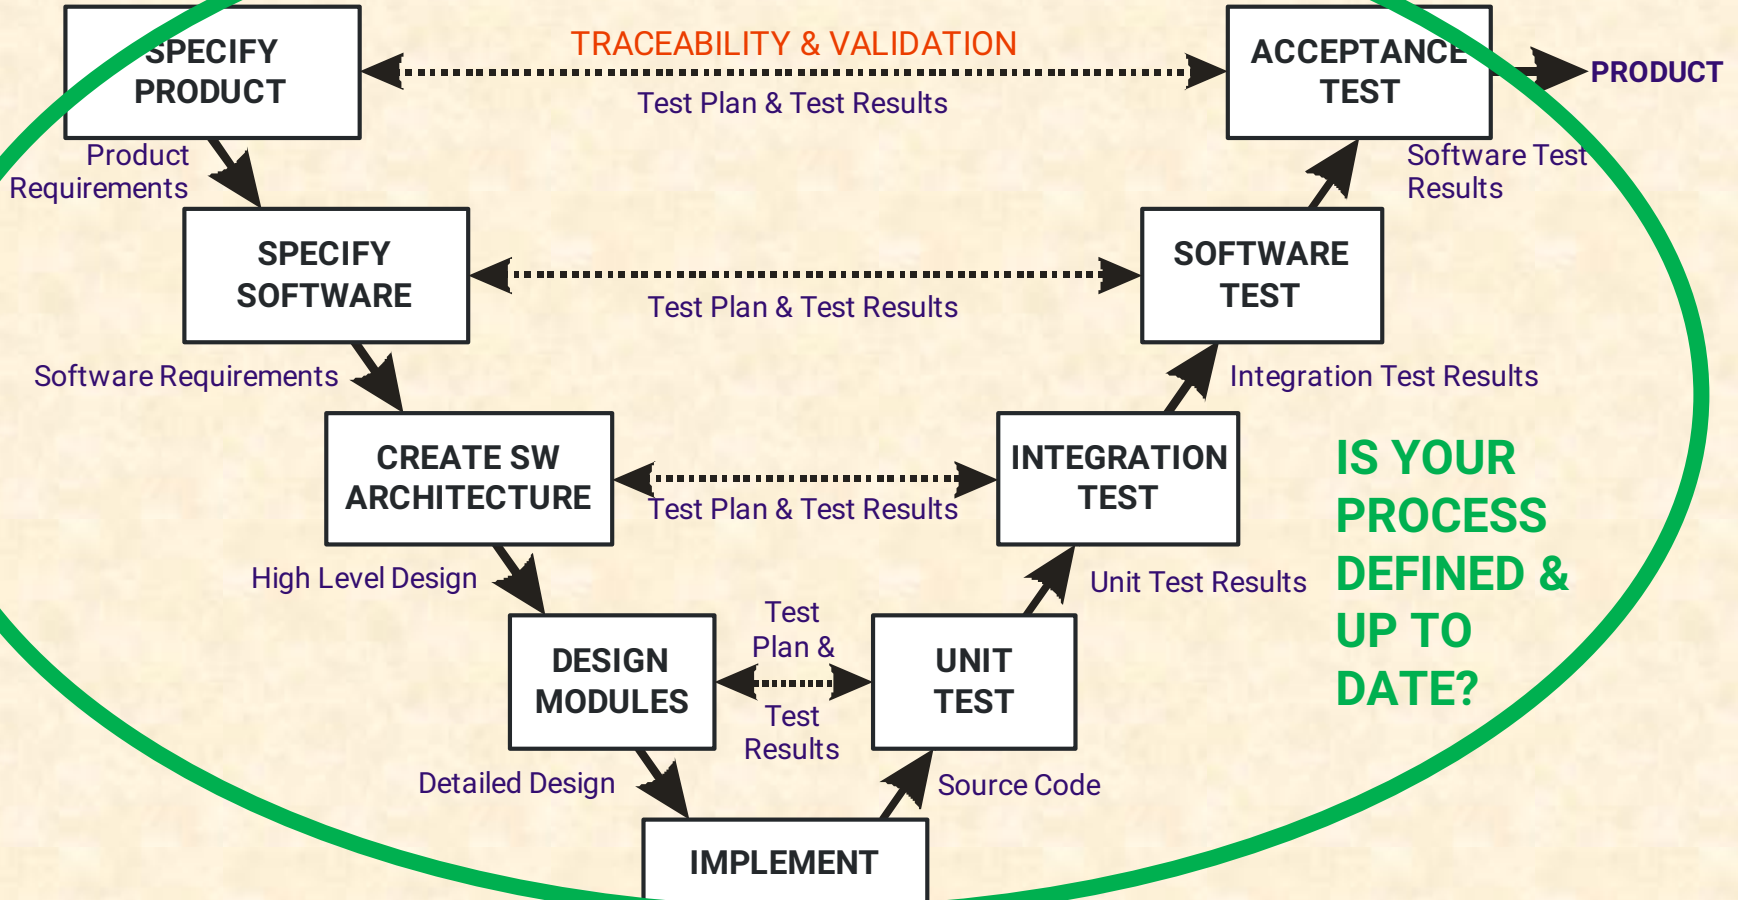 SPECIFY
PRODUCT
TRACEABILITY & VALIDATION
Test Plan & Test Results
ACCEPTANCE
TEST
PRODUCT
Product
Requirements
Software Test
Results
SPECIFY
SOFTWARE
Test Plan & Test Results
SOFTWARE
TEST
Software Requirements
Integration Test Results
CREATE SW
ARCHITECTURE
Test Plan & Test Results
INTEGRATION
TEST
High Level Design
Unit Test Results
IS YOUR
PROCESS
DEFINED &
UP TO
DATE?
DESIGN
MODULES
Test
Plan &
Test
Results
UNIT
TEST
Detailed Design
Source Code
IMPLEMENT